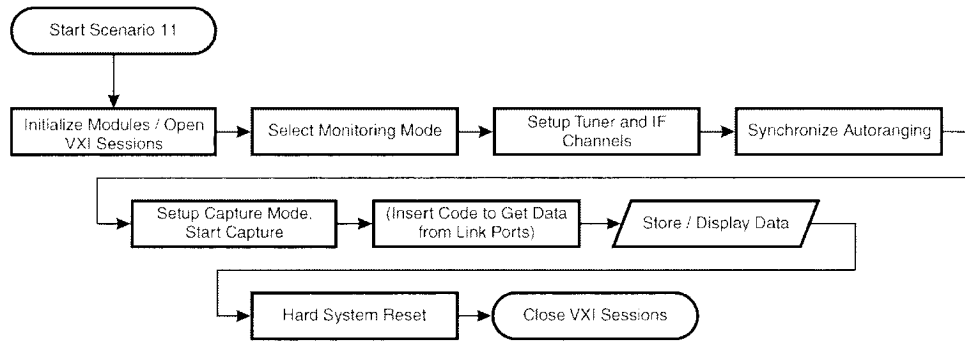 Start Scenario 11
Initialize Modules / Open
VXI Sessions
Select Monitoring Mode
Setup Tuner and IF
Channels
Synchronize Autoranging
Setup Capture Mode,
Start Capture
(Insert Code to Get Data
from Link Ports)
Store / Display Data
Hard System Reset
Close VXI Sessions